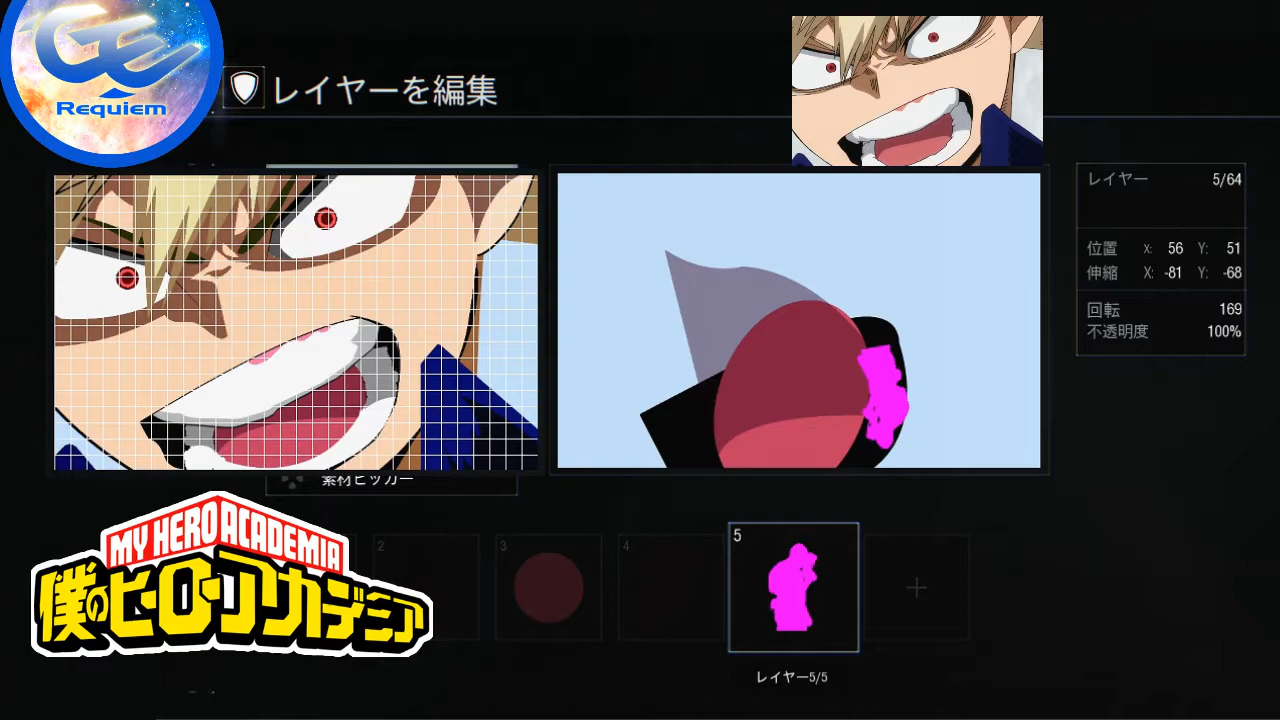 GE
Requiem
レイヤーを編集
レイヤー 5/64
位置 X: 56 Y: 51
伸縮 X: -81 Y: -68
回転 169
不透明度 100%
素材ピッカー
2
3
4
5
レイヤー5/5
MY HERO ACADEMIA
僕のヒーローアカデミア